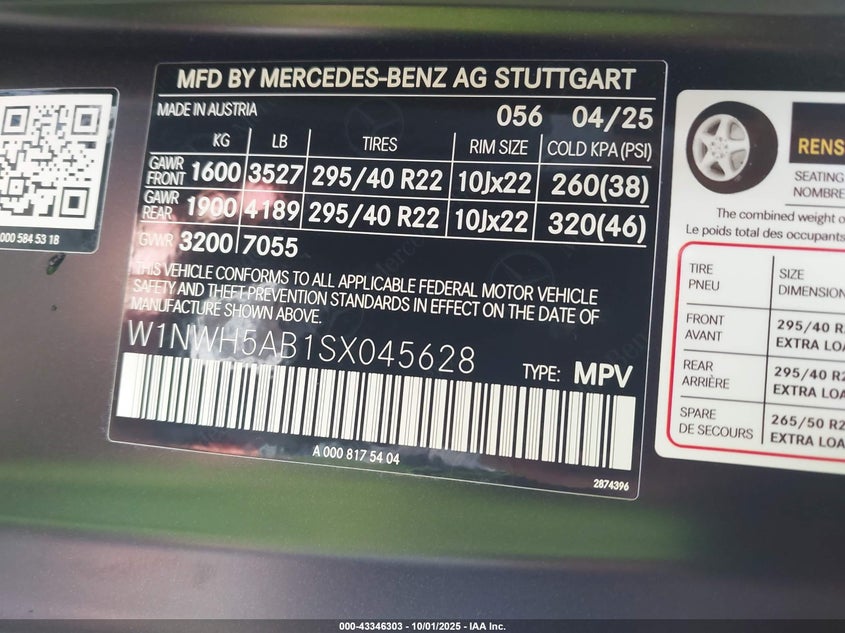 000 584 53 18
MFD BY MERCEDES-BENZ AG STUTTGART
MADE IN AUSTRIA 056 04/25
KG LB TIRES RIM SIZE COLD KPA(PSI)
GAWR FRONT 1600 3527 295/40 R22 10Jx22 260(38)
GAWR REAR 1900 4189 295/40 R22 10Jx22 320(46)
GVWR 3200 7055
THIS VEHICLE CONFORMS TO ALL APPLICABLE FEDERAL MOTOR VEHICLE
SAFETY AND THEFT PREVENTION STANDARDS IN EFFECT ON THE DATE OF
MANUFACTURE SHOWN ABOVE.
W1NWH5AB1SX045628
TYPE: MPV
A 000 817 54 04
2874396
RENS
SEATING
NOMBRE
The combined weight o
Le poids total des occupants
TIRE SIZE
PNEU DIMENSION
FRONT 295/40 R2
AVANT EXTRA LOA
REAR 295/40 R2
ARRIÈRE EXTRA LOA
SPARE 265/50 R2
DE SECOURS EXTRA LOA
000-43346303 - 10/01/2025 - IAA Inc.